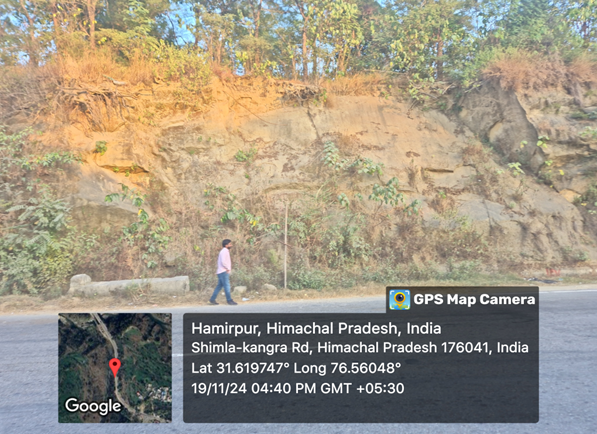 GPS Map Camera
Hamirpur, Himachal Pradesh, India
Shimla-kangra Rd, Himachal Pradesh 176041, India
Lat 31.619747° Long 76.56048°
19/11/24 04:40 PM GMT +05:30
Google